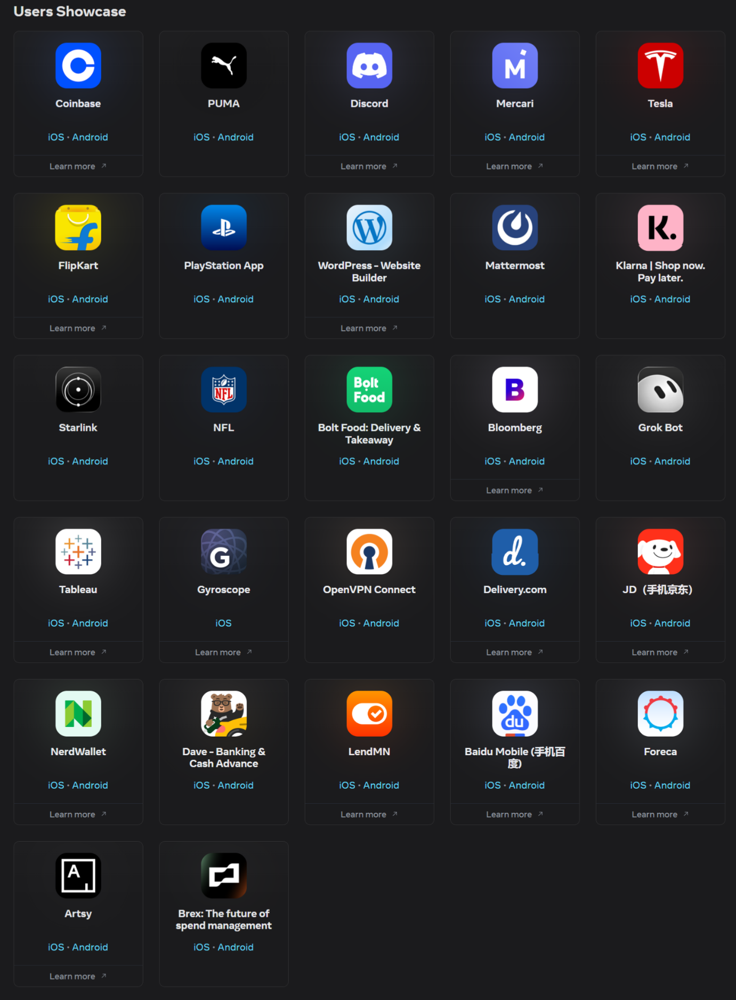 Users Showcase
Coinbase
iOS • Android
Learn more ↗
PUMA
iOS • Android
Discord
iOS • Android
Learn more ↗
M
Mercari
iOS • Android
Learn more ↗
Tesla
iOS • Android
Learn more ↗
f
FlipKart
iOS • Android
Learn more ↗
PlayStation App
iOS • Android
W
WordPress - Website
Builder
iOS • Android
Learn more ↗
Mattermost
iOS • Android
K.
Klarna | Shop now.
Pay later.
iOS • Android
Starlink
iOS • Android
NFL
NFL
iOS • Android
Bolt
Food
Bolt Food: Delivery &
Takeaway
iOS • Android
B
Bloomberg
iOS • Android
Learn more ↗
Grok Bot
iOS • Android
Tableau
iOS • Android
Learn more ↗
G
Gyroscope
iOS
Learn more ↗
OpenVPN Connect
iOS • Android
d.
Delivery.com
iOS • Android
Learn more ↗
JD（手机京东）
iOS • Android
Learn more ↗
N
NerdWallet
iOS • Android
Learn more ↗
Dave - Banking &
Cash Advance
iOS • Android
LendMN
iOS • Android
Learn more ↗
du
Baidu Mobile (手机百
度)
iOS • Android
Learn more ↗
Foreca
iOS • Android
Learn more ↗
A
Artsy
iOS • Android
Learn more ↗
Brex: The future of
spend management
iOS • Android